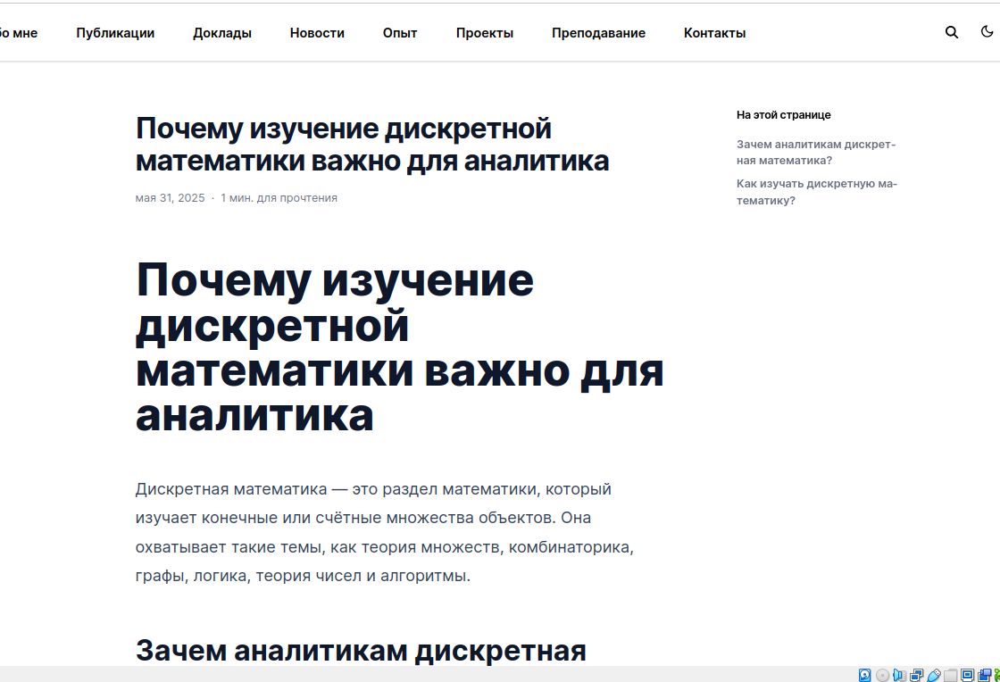 бо мне Публикации Доклады Новости Опыт Проекты Преподавание Контакты
Почему изучение дискретной
математики важно для аналитика
мая 31, 2025 · 1 мин. для прочтения
На этой странице
Зачем аналитикам дискрет-
ная математика?
Как изучать дискретную ма-
тематику?
Почему изучение
дискретной
математики важно для
аналитика
Дискретная математика — это раздел математики, который
изучает конечные или счётные множества объектов. Она
охватывает такие темы, как теория множеств, комбинаторика,
графы, логика, теория чисел и алгоритмы.
Зачем аналитикам дискретная